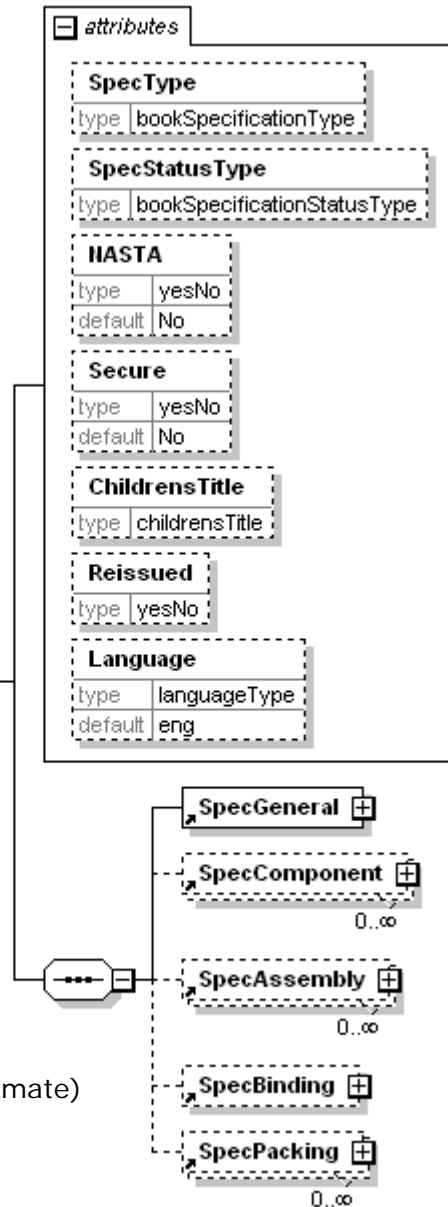 attributes
SpecType
type bookSpecificationType
SpecStatusType
type bookSpecificationStatusType
NASTA
type yesNo
default No
Secure
type yesNo
default No
ChildrensTitle
type childrensTitle
Reissued
type yesNo
Language
type languageType
default eng
SpecGeneral
SpecComponent
0..∞
SpecAssembly
0..∞
mate)
SpecBinding
SpecPacking
0..∞